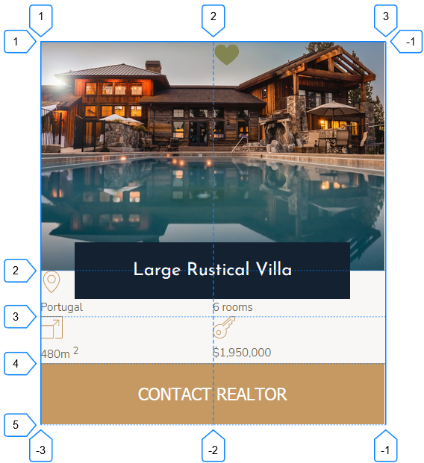 1 2 3
1 -1
2 Large Rustical Villa
Portugal 6 rooms
3
480m 2 $1,950,000
4
CONTACT REALTOR
5
-3 -2 -1